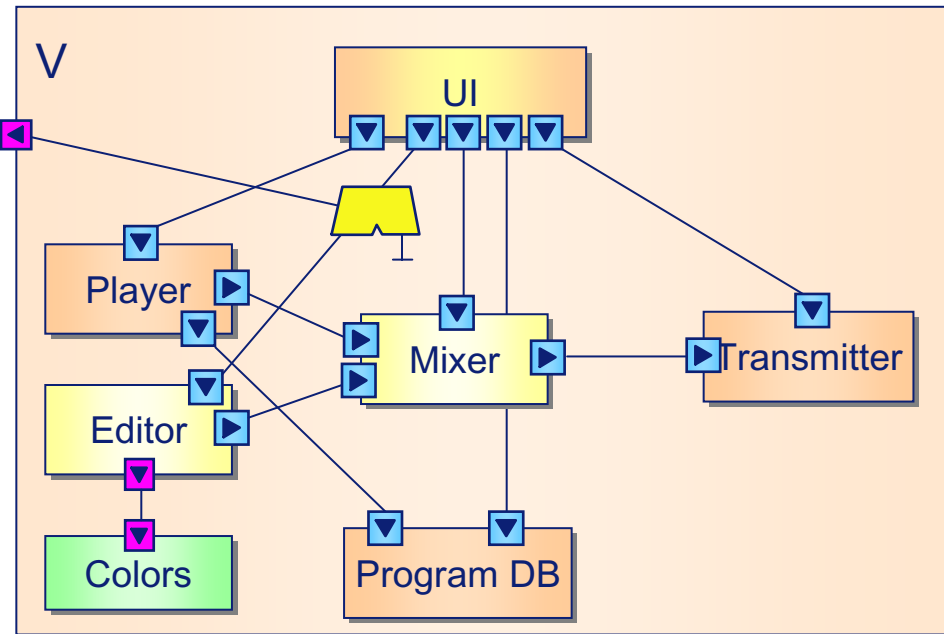 V
UI
Player
Mixer
Transmitter
Editor
Colors
Program DB